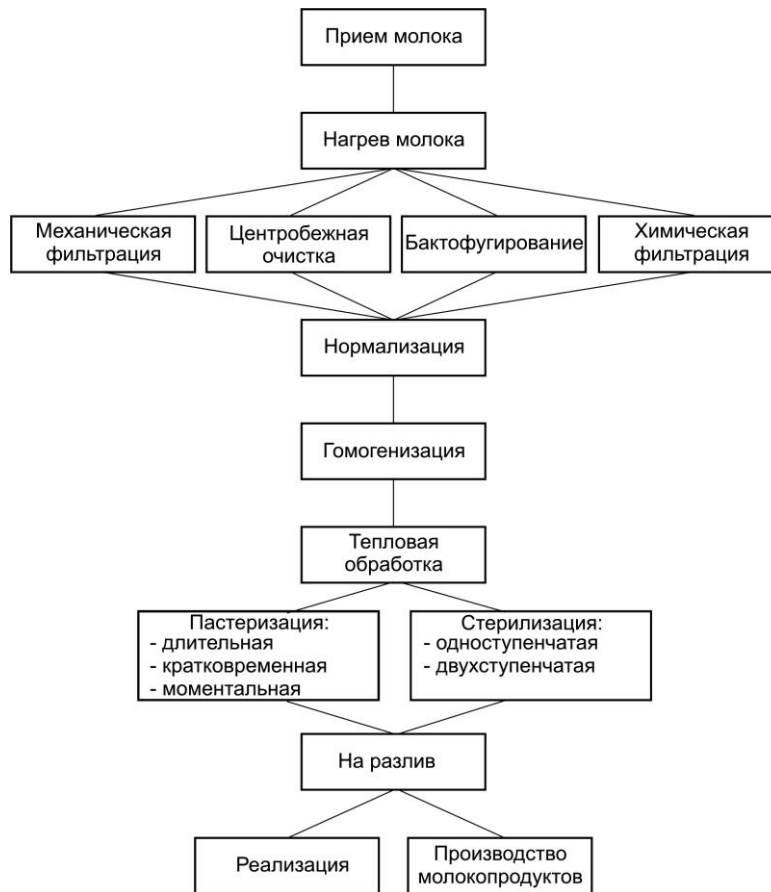 Прием молока
Нагрев молока
Механическая
фильтрация
Центробежная
очистка
Бактофугирование
Химическая
фильтрация
Нормализация
Гомогенизация
Тепловая
обработка
Пастеризация:
- длительная
- кратковременная
- моментальная
Стерилизация:
- одноступенчатая
- двухступенчатая
На разлив
Реализация
Производство
молокопродуктов